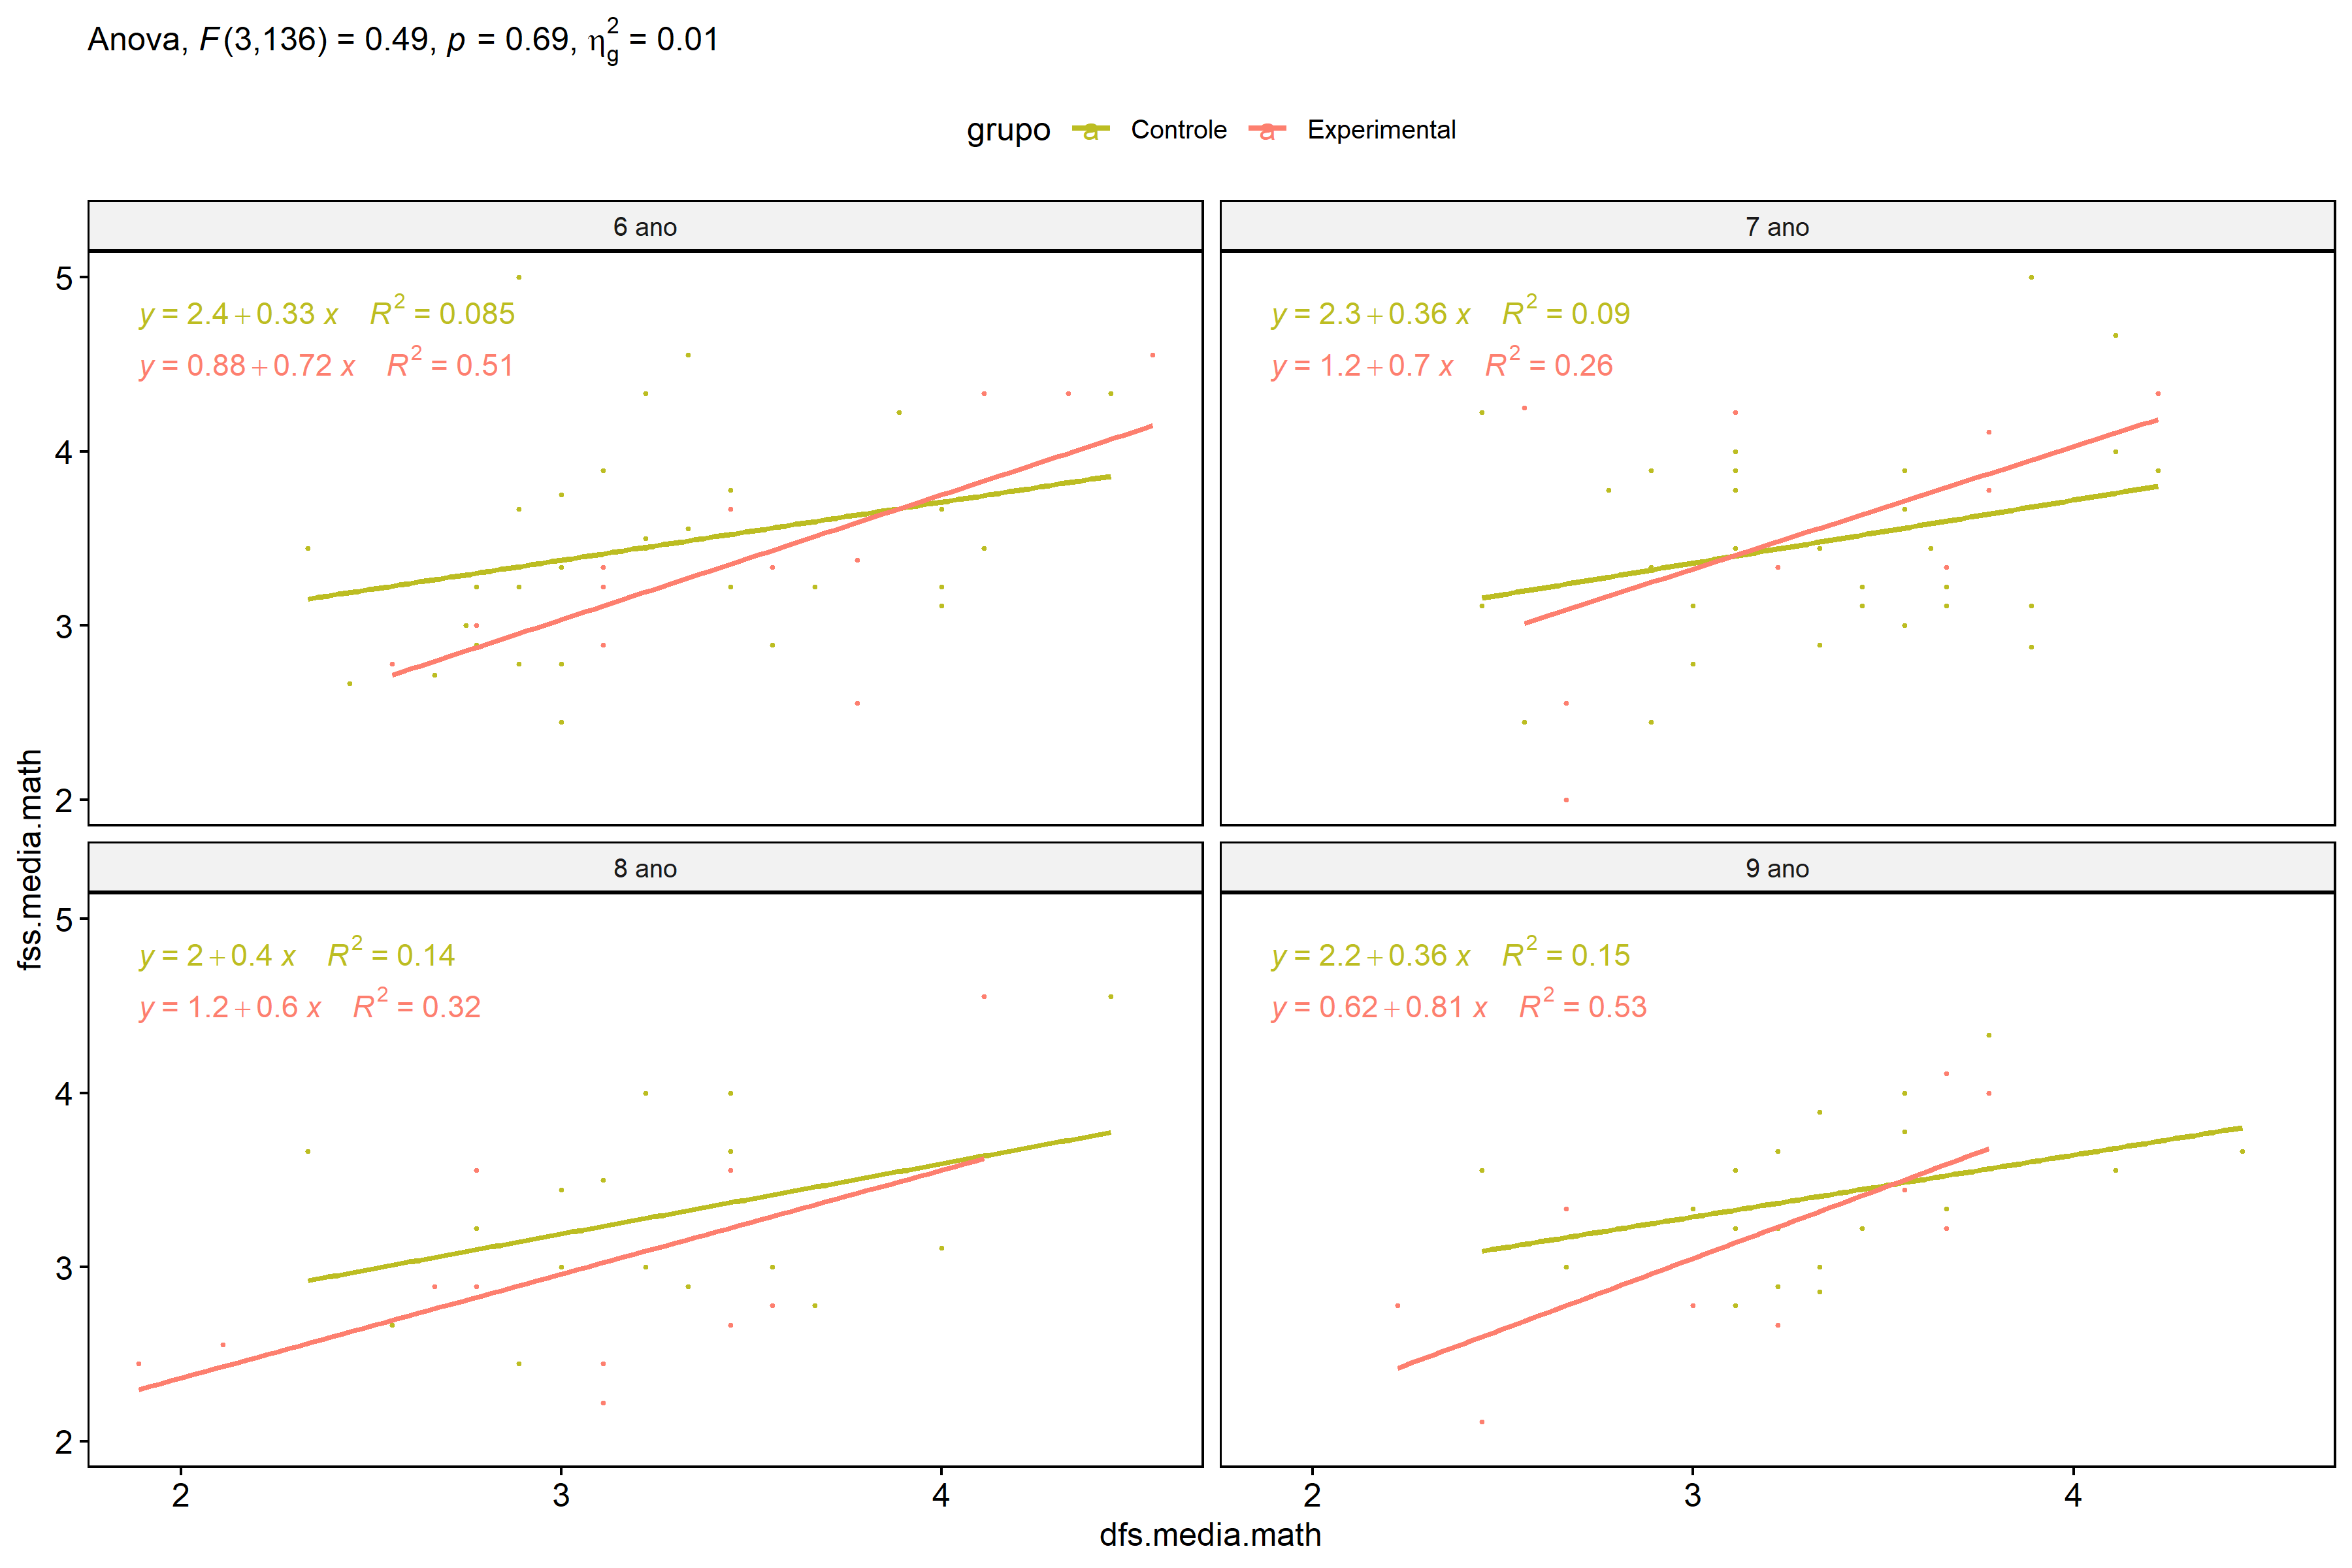 Anova, F(3,136) = 0.49, p = 0.69, η²g = 0.01
grupo a Controle a Experimental
6 ano
7 ano
5
4
3
2
y = 2.4 + 0.33 x R² = 0.085
y = 0.88 + 0.72 x R² = 0.51
y = 2.3 + 0.36 x R² = 0.09
y = 1.2 + 0.7 x R² = 0.26
fss.media.math
8 ano
9 ano
5
4
3
2
y = 2 + 0.4 x R² = 0.14
y = 1.2 + 0.6 x R² = 0.32
y = 2.2 + 0.36 x R² = 0.15
y = 0.62 + 0.81 x R² = 0.53
2 3 4
2 3 4
dfs.media.math